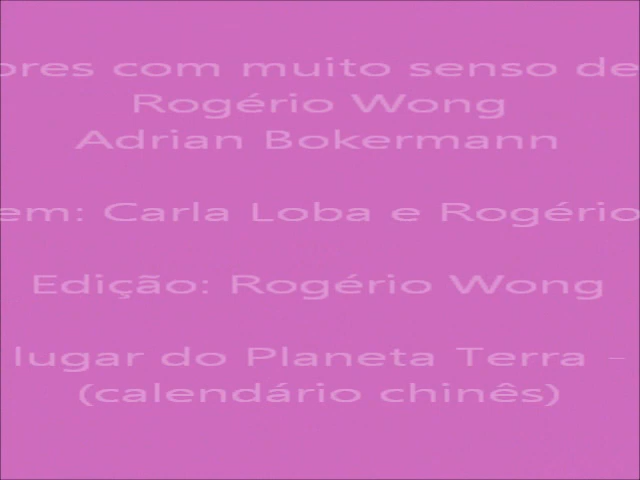 ores com muito senso de
Rogério Wong
Adrian Bokermann
em: Carla Loba e Rogério
Edição: Rogério Wong
lugar do Planeta Terra –
(calendário chinês)